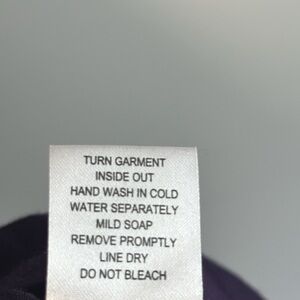 TURN GARMENT
INSIDE OUT
HAND WASH IN COLD
WATER SEPARATELY
MILD SOAP
REMOVE PROMPTLY
LINE DRY
DO NOT BLEACH